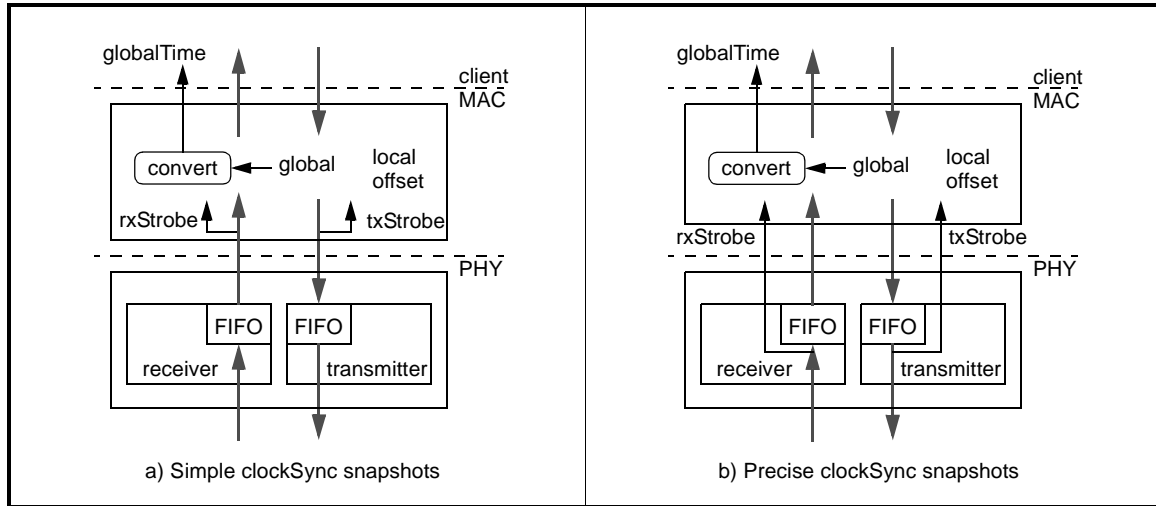 globalTime
client
MAC
convert
global
local
offset
rxStrobe
txStrobe
PHY
FIFO
FIFO
receiver
transmitter
a) Simple clockSync snapshots
globalTime
client
MAC
convert
global
local
offset
rxStrobe
txStrobe
PHY
FIFO
FIFO
receiver
transmitter
b) Precise clockSync snapshots